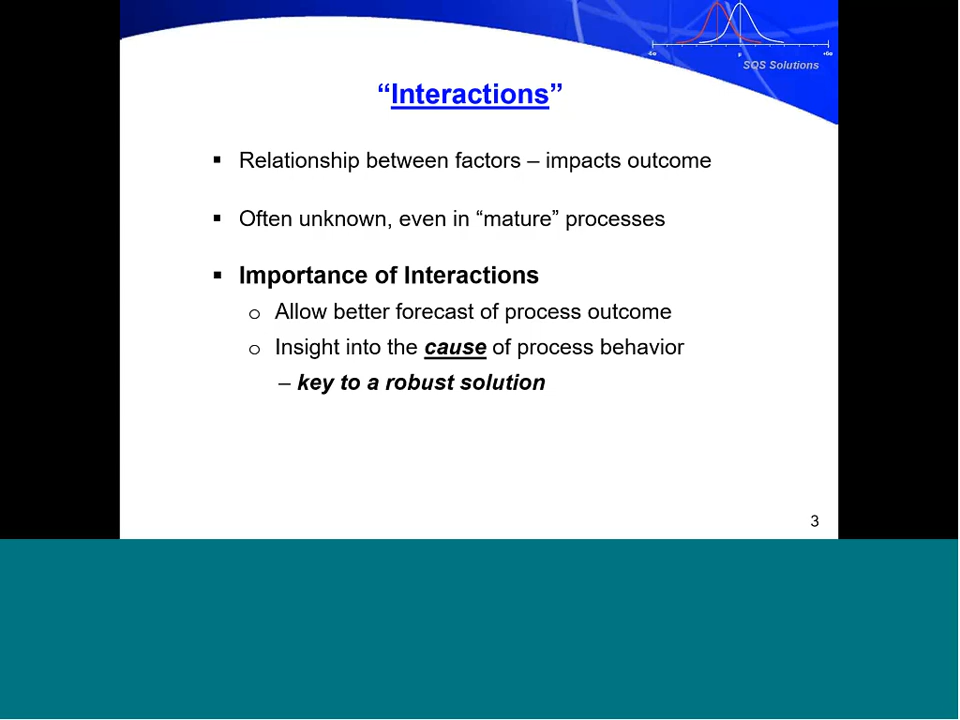 SQS Solutions
“Interactions”
▪ Relationship between factors – impacts outcome
▪ Often unknown, even in “mature” processes
▪ Importance of Interactions
o Allow better forecast of process outcome
o Insight into the cause of process behavior
– key to a robust solution
3